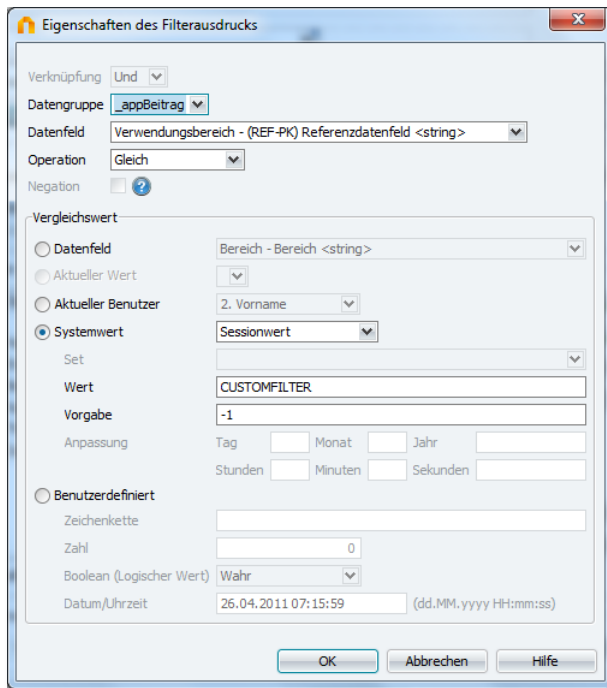 Eigenschaften des Filterausdrucks
Verknüpfung Und
Datengruppe _appBeitrag
Datenfeld Verwendungsbereich - (REF-PK) Referenzdatenfeld <string>
Operation Gleich
Negation ?
Vergleichswert
Datenfeld Bereich - Bereich <string>
Aktueller Wert
Aktueller Benutzer 2. Vorname
Systemwert Sessionwert
Set
Wert CUSTOMFILTER
Vorgabe -1
Anpassung Tag Monat Jahr
Stunden Minuten Sekunden
Benutzerdefiniert
Zeichenkette
Zahl 0
Boolean (Logischer Wert) Wahr
Datum/Uhrzeit 26.04.2011 07:15:59 (dd.MM.yyyy HH:mm:ss)
OK Abbrechen Hilfe